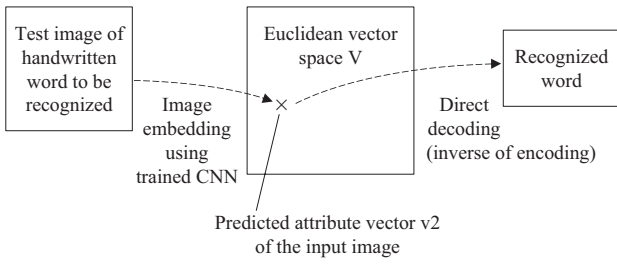 Test image of
handwritten
word to be
recognized
Euclidean vector
space V
Recognized
word
Image
embedding
using
trained CNN
Direct
decoding
(inverse of encoding)
Predicted attribute vector v2
of the input image